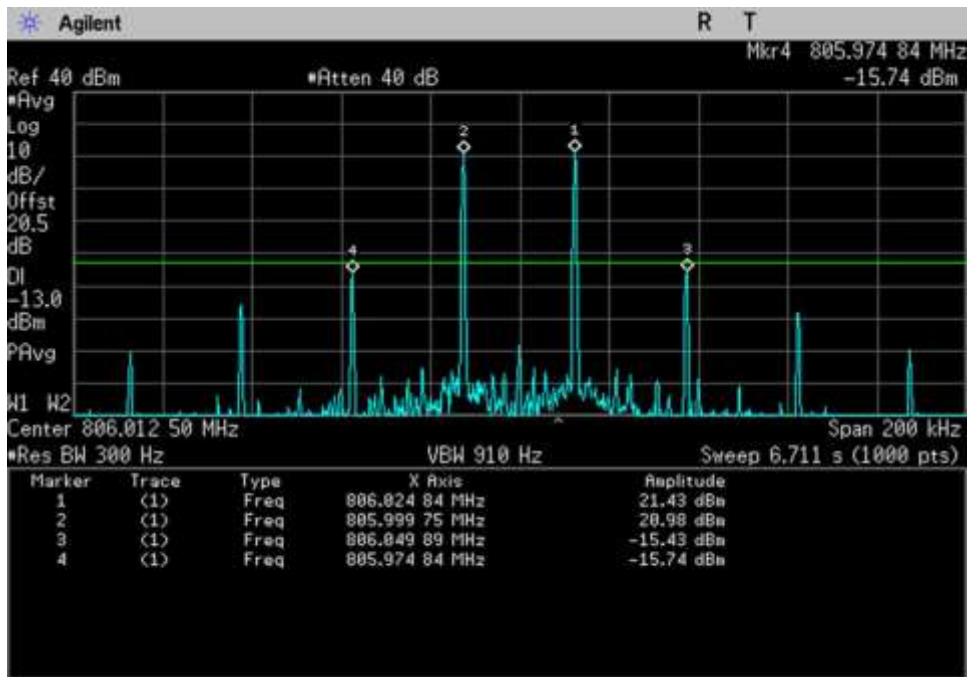 Agilent R T
Mkr4 805.974 84 MHz
Ref 40 dBm #Atten 40 dB -15.74 dBm
#Avg
Log
10
dB/
Offst
20.5
dB
DI
-13.0
dBm
PAvg
W1 W2
2
1
4
3
Center 806.012 50 MHz Span 200 kHz
#Res BW 300 Hz VBW 910 Hz Sweep 6.711 s (1000 pts)
Marker Trace Type X Axis Amplitude
1 (1) Freq 806.024 84 MHz 21.43 dBm
2 (1) Freq 805.999 75 MHz 20.98 dBm
3 (1) Freq 806.049 89 MHz -15.43 dBm
4 (1) Freq 805.974 84 MHz -15.74 dBm